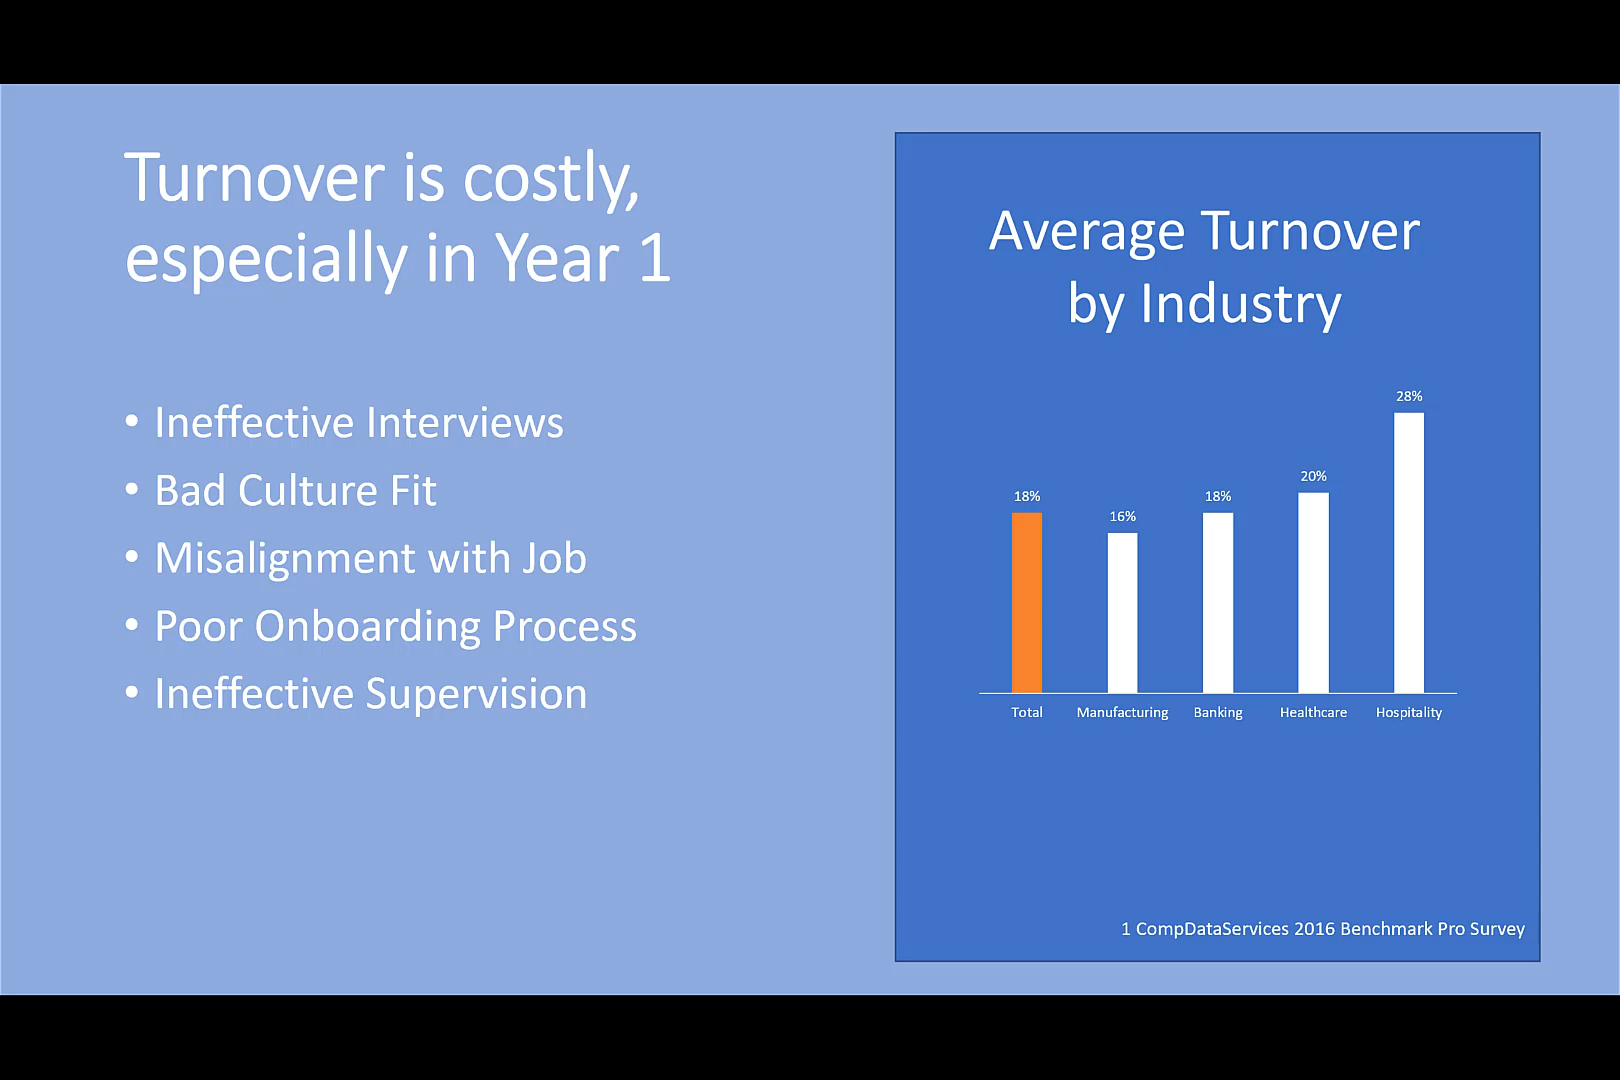 Turnover is costly,
especially in Year 1
• Ineffective Interviews
• Bad Culture Fit
• Misalignment with Job
• Poor Onboarding Process
• Ineffective Supervision
Average Turnover
by Industry
18%
16%
18%
20%
28%
Total
Manufacturing
Banking
Healthcare
Hospitality
1 CompDataServices 2016 Benchmark Pro Survey